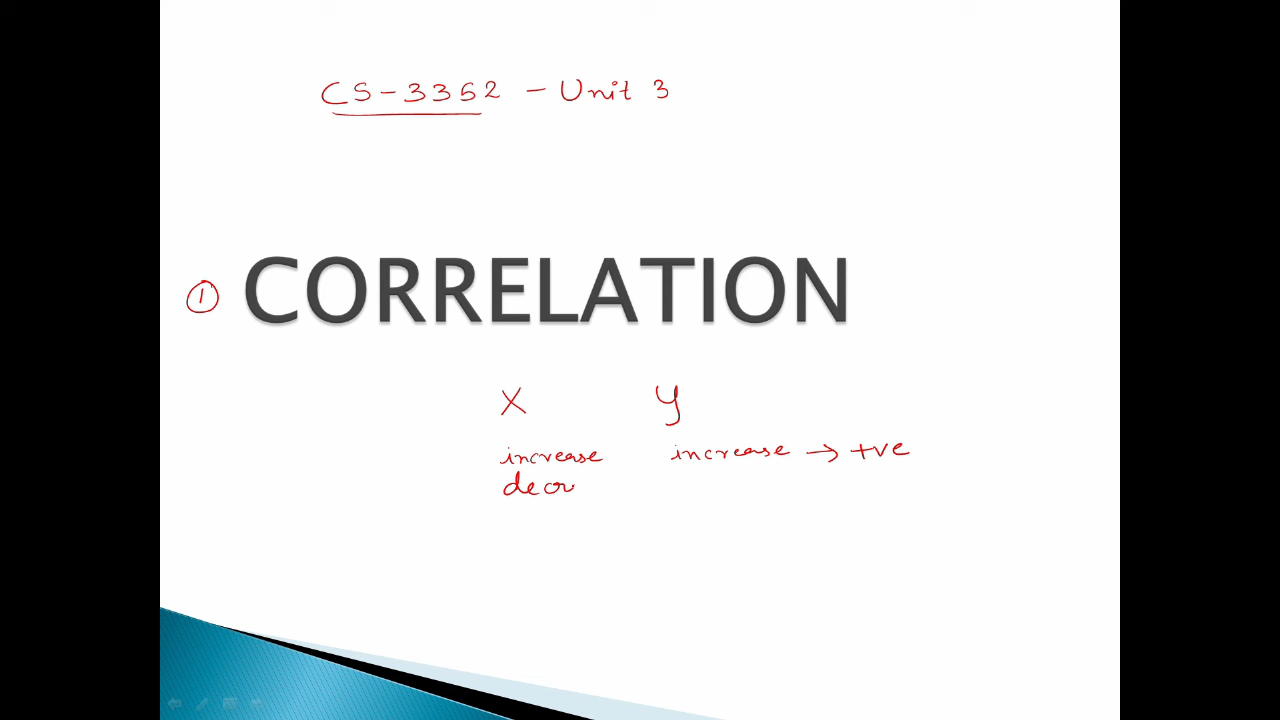 CS-3352 - Unit 3
① CORRELATION
X Y
increase increase → +ve
decr